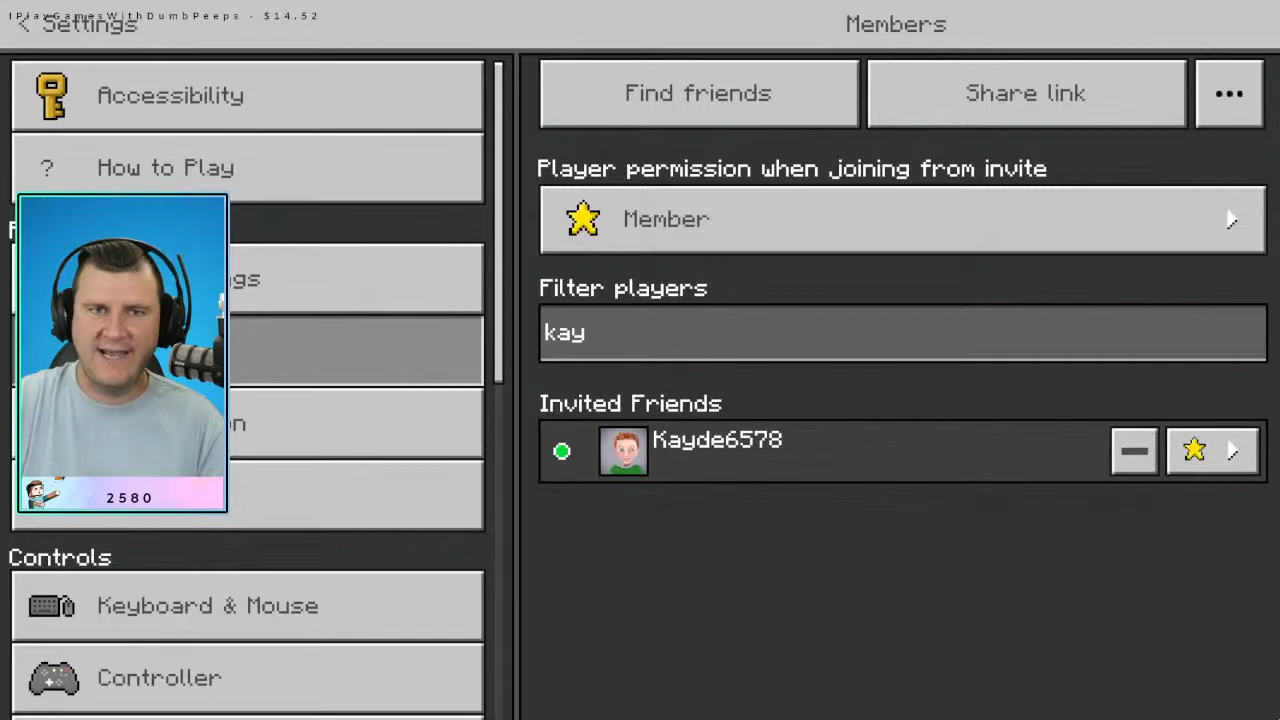 IPlayGamesWithDumbPeeps - $14.52
Settings
Members
Accessibility
How to Play
Find friends
Share link
Player permission when joining from invite
Member
Filter players
kay
Invited Friends
Kayde6578
2580
Controls
Keyboard & Mouse
Controller